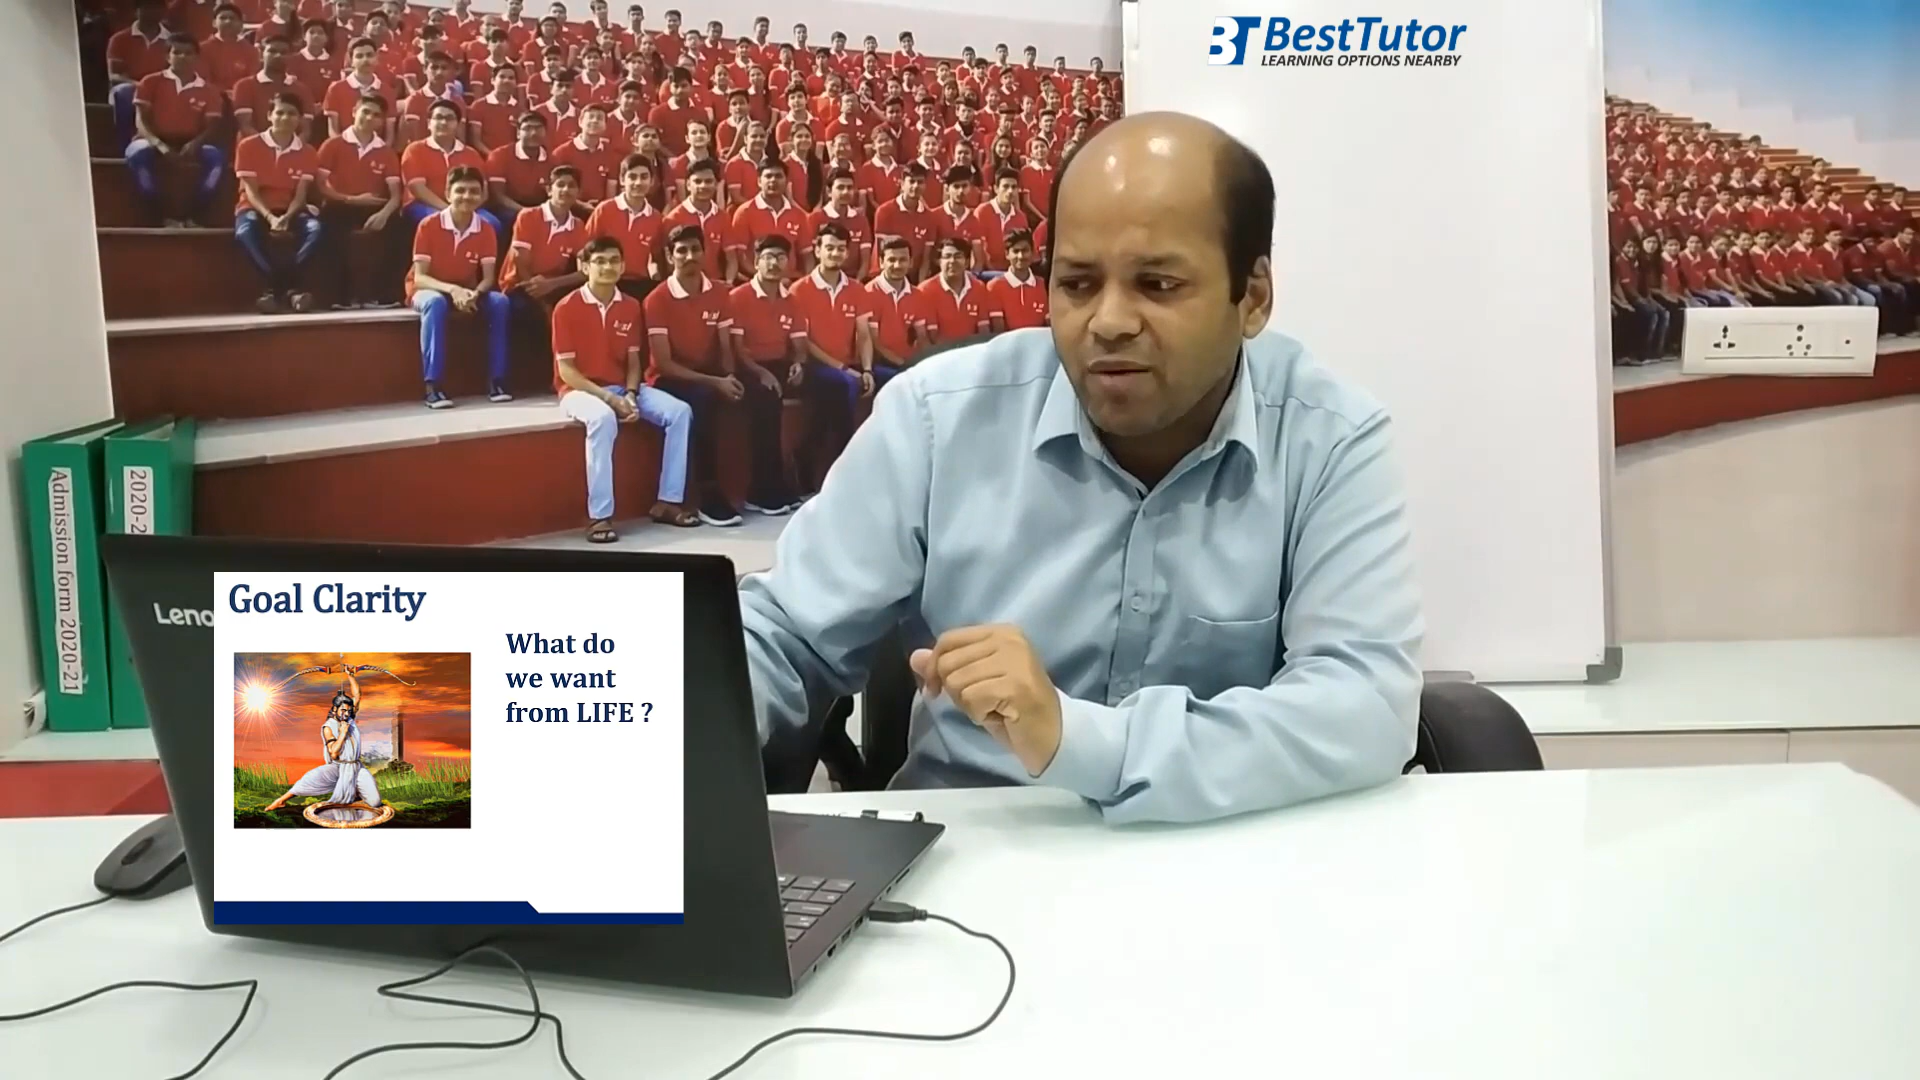 BT BestTutor
LEARNING OPTIONS NEARBY
Admission form 2020-21
2020-2
Leno
Goal Clarity
What do
we want
from LIFE ?